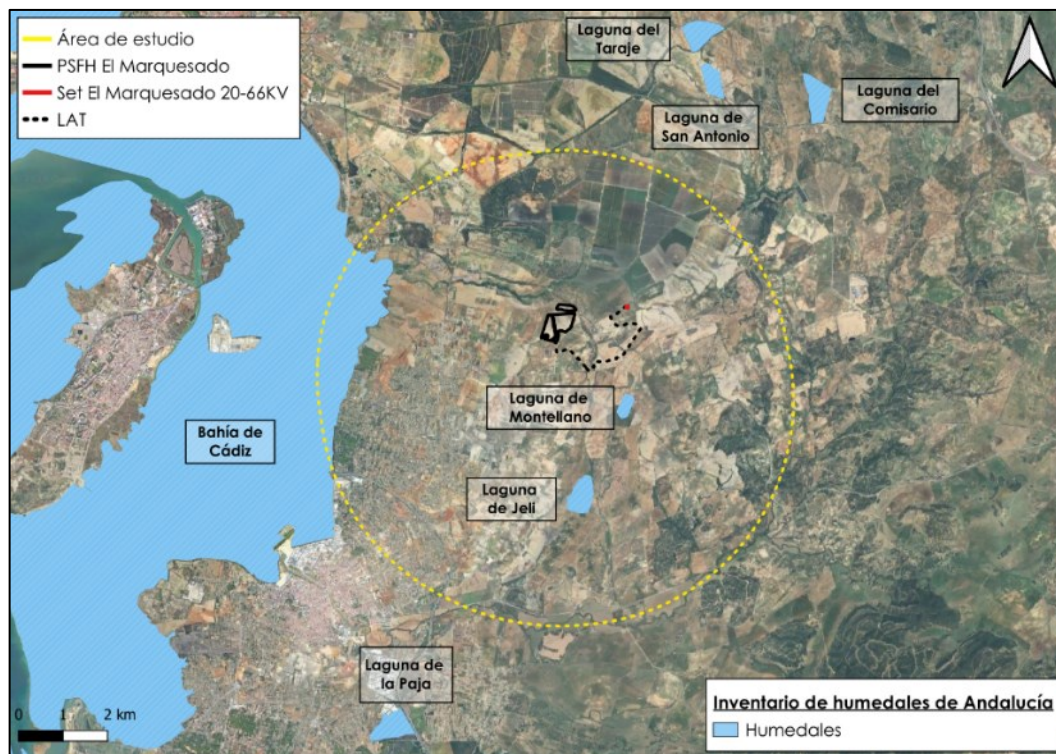 Área de estudio
PSFH El Marquesado
Set El Marquesado 20-66KV
LAT
Laguna del
Taraje
Laguna del
Comisario
Laguna de
San Antonio
Laguna de
Montellano
Bahía de
Cádiz
Laguna
de Jeli
Laguna de
la Paja
0 1 2 km
Inventario de humedales de Andalucía
Humedales